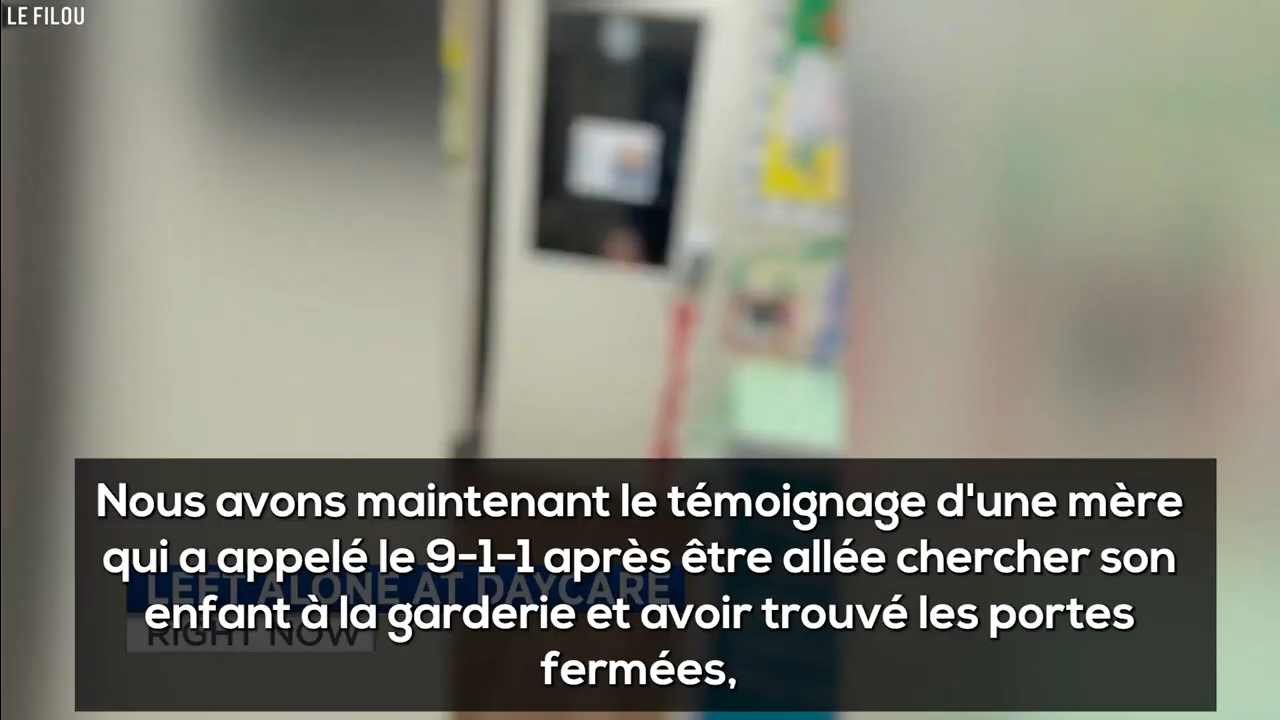 LE FILOU
Nous avons maintenant le témoignage d'une mère
qui a appelé le 9-1-1 après être allée chercher son
LEFT ALONE AT DAYCARE
enfant à la garderie et avoir trouvé les portes
RIGHT NOW
fermées,